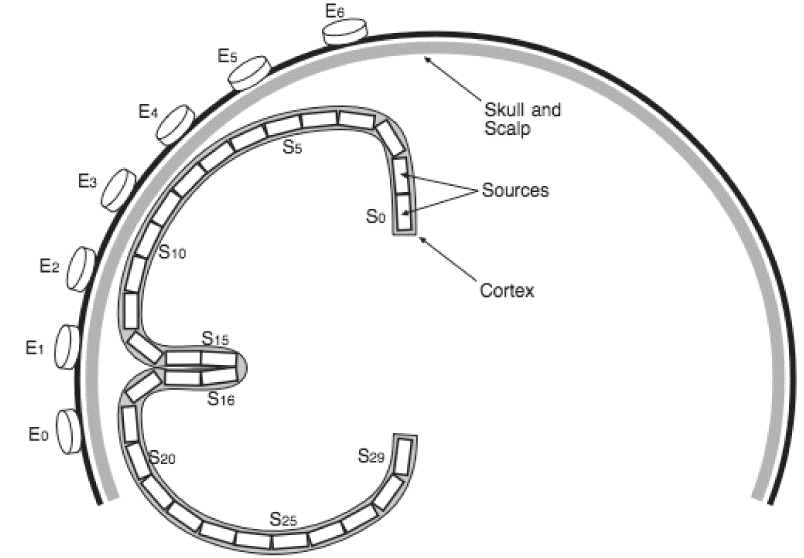 E6
E5
E4
E3
E2
E1
E0
Skull and
Scalp
Sources
Cortex
S0
S5
S10
S15
S16
S20
S25
S29